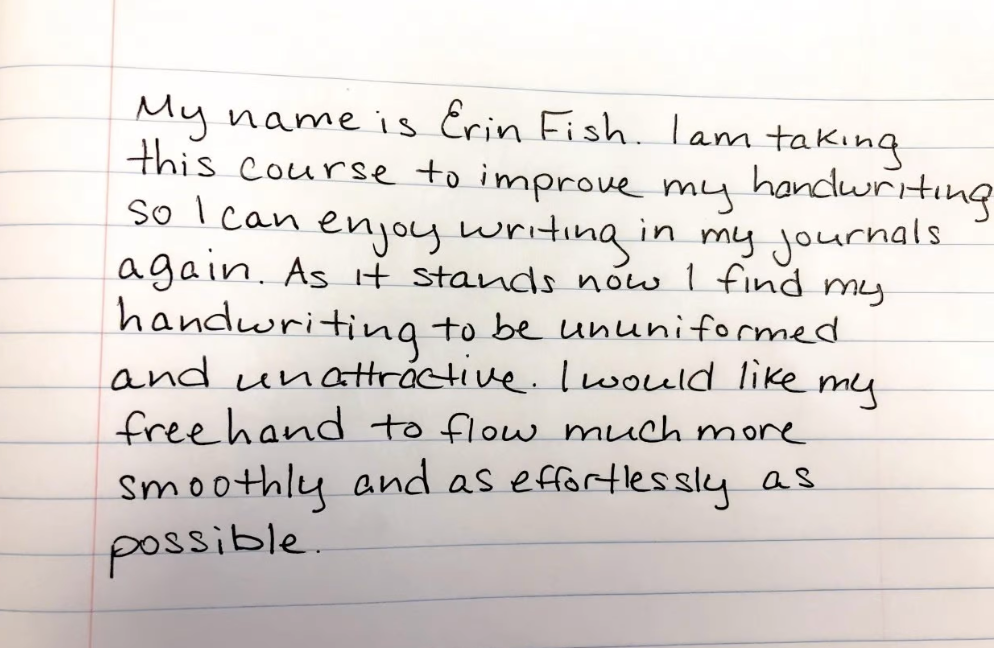 My name is Erin Fish. I am taking
this course to improve my handwriting
so I can enjoy writing in my journals
again. As it stands now I find my
handwriting to be ununiformed
and unattractive. I would like my
freehand to flow much more
smoothly and as effortlessly as
possible.